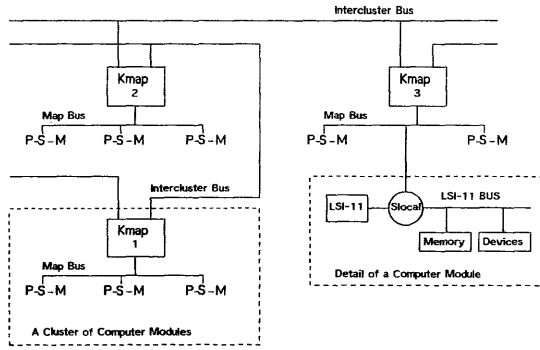 Intercluster Bus
Kmap
2
Kmap
3
Map Bus
Map Bus
P-S-M P-S-M P-S-M
P-S-M P-S-M
Intercluster Bus
LSI-11
Slocal
LSI-11 BUS
Kmap
1
Memory
Devices
Map Bus
Detail of a Computer Module
P-S-M P-S-M P-S-M
A Cluster of Computer Modules